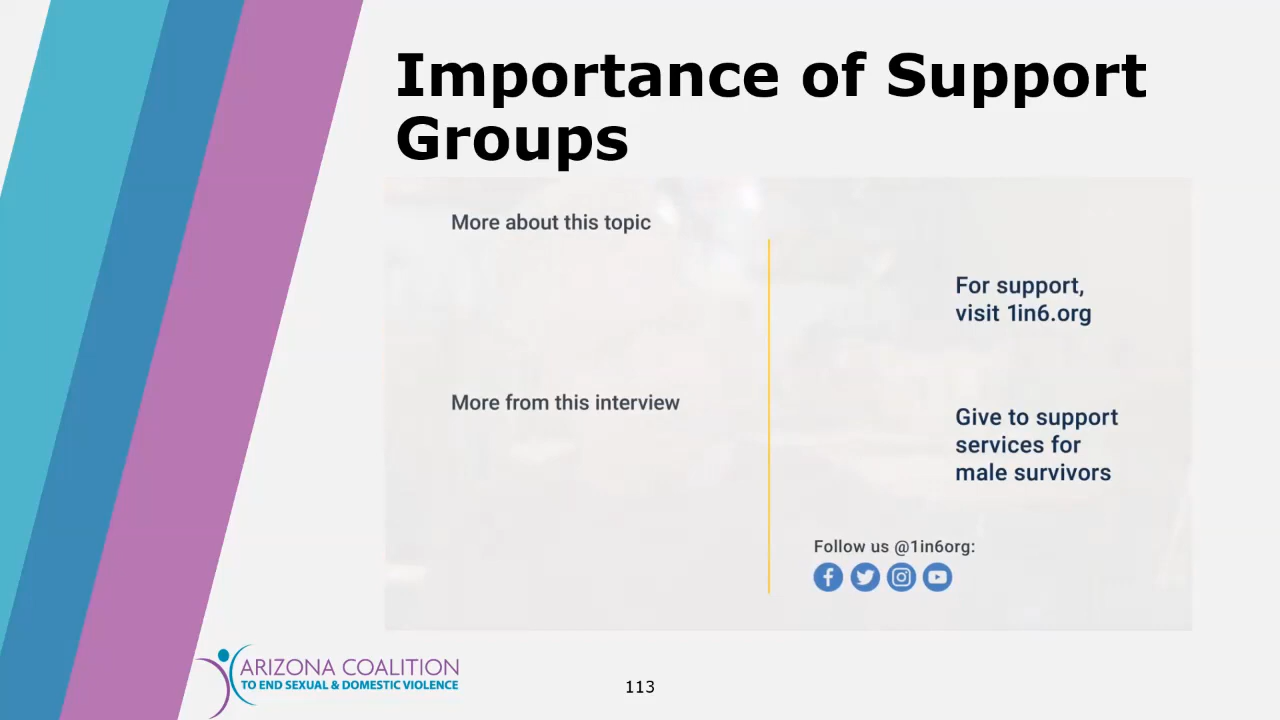 Importance of Support
Groups
More about this topic
More from this interview
For support,
visit 1in6.org
Give to support
services for
male survivors
Follow us @1in6org:
ARIZONA COALITION
TO END SEXUAL & DOMESTIC VIOLENCE
113